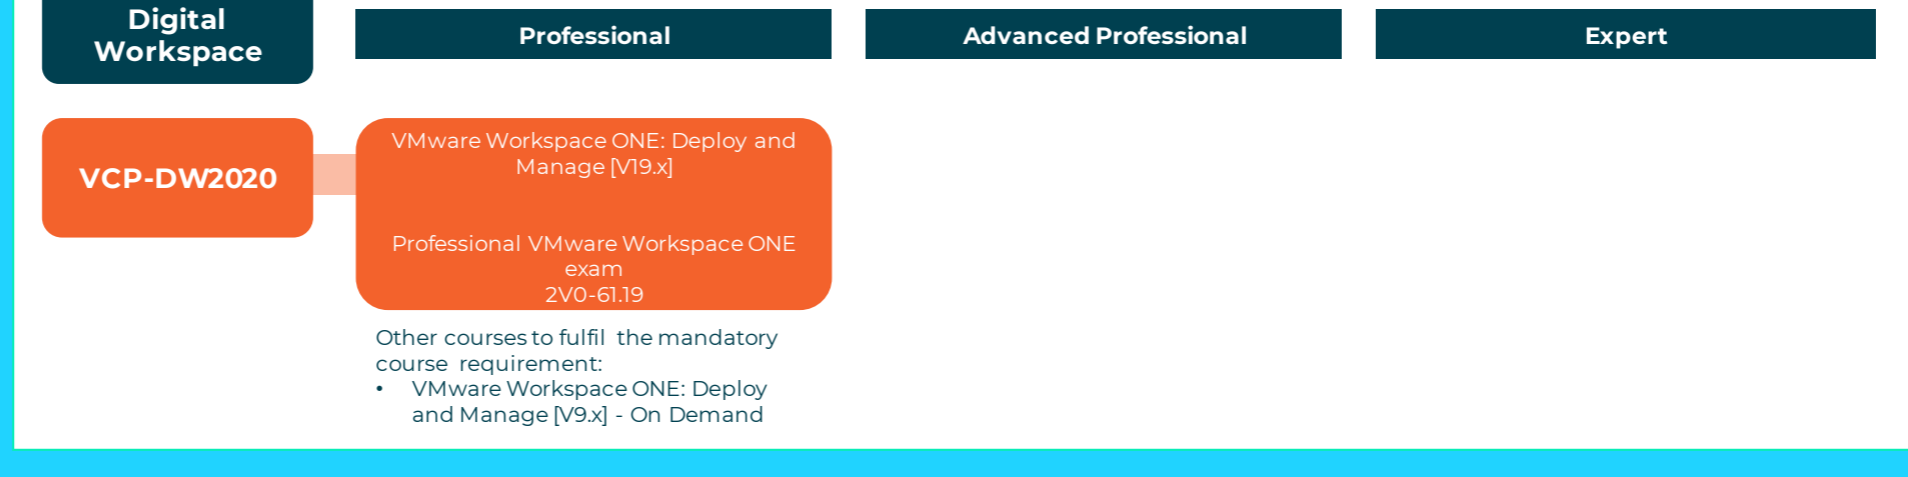 Digital
Workspace
Professional
Advanced Professional
Expert
VCP-DW2020
VMware Workspace ONE: Deploy and
Manage [V19.x]
Professional VMware Workspace ONE
exam
2V0-61.19
Other courses to fulfil the mandatory
course requirement:
• VMware Workspace ONE: Deploy
and Manage [V9.x] - On Demand